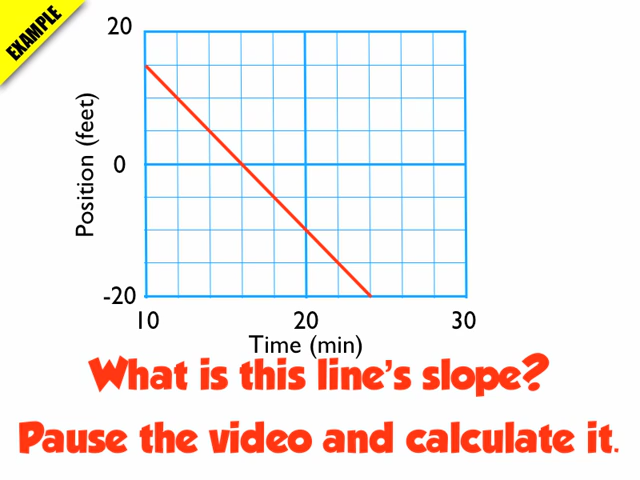 EXAMPLE
20
Position (feet)
0
-20
10 20 30
Time (min)
What is this line's slope?
Pause the video and calculate it.